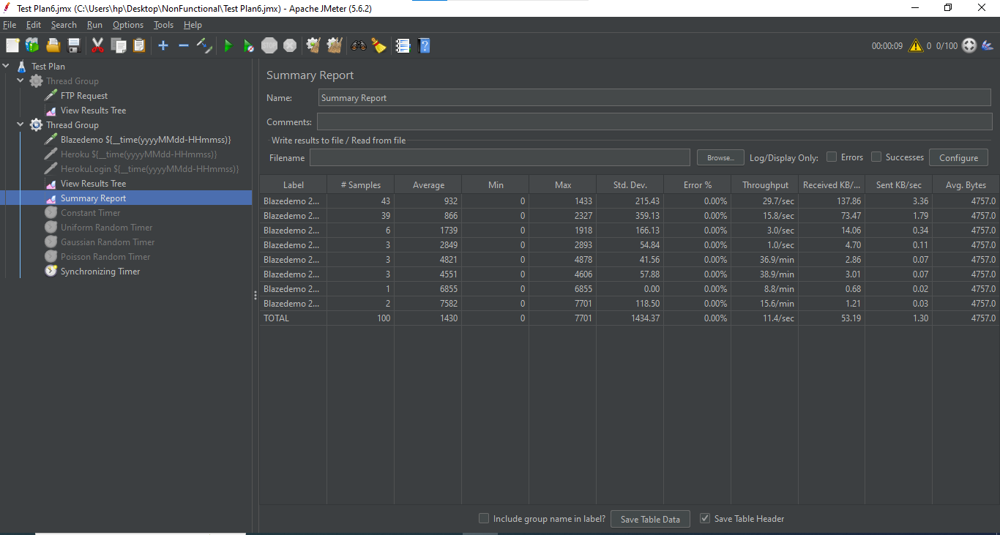 Test Plan6.jmx (C:\Users\hp\Desktop\NonFunctional\Test Plan6.jmx) - Apache JMeter (5.6.2)
File Edit Search Run Options Tools Help
STOP 00:00:09 0 0/100
Test Plan
Thread Group
FTP Request
View Results Tree
Thread Group
Blazedemo ${__time(yyyyMMdd-HHmmss)}
Heroku ${__time(yyyyMMdd-HHmmss)}
HerokuLogin ${__time(yyyyMMdd-HHmmss)}
View Results Tree
Summary Report
Constant Timer
Uniform Random Timer
Gaussian Random Timer
Poisson Random Timer
Synchronizing Timer
Summary Report
Name: Summary Report
Comments:
Write results to file / Read from file
Filename Browse... Log/Display Only: Errors Successes Configure
Label # Samples Average Min Max Std. Dev. Error % Throughput Received KB/... Sent KB/sec Avg. Bytes
Blazedemo 2... 43 932 0 1433 215.43 0.00% 29.7/sec 137.86 3.36 4757.0
Blazedemo 2... 39 866 0 2327 359.13 0.00% 15.8/sec 73.47 1.79 4757.0
Blazedemo 2... 6 1739 0 1918 166.13 0.00% 3.0/sec 14.06 0.34 4757.0
Blazedemo 2... 3 2849 0 2893 54.84 0.00% 1.0/sec 4.70 0.11 4757.0
Blazedemo 2... 3 4821 0 4878 41.56 0.00% 36.9/min 2.86 0.07 4757.0
Blazedemo 2... 3 4551 0 4606 57.88 0.00% 38.9/min 3.01 0.07 4757.0
Blazedemo 2... 1 6855 0 6855 0.00 0.00% 8.8/min 0.68 0.02 4757.0
Blazedemo 2... 2 7582 0 7701 118.50 0.00% 15.6/min 1.21 0.03 4757.0
TOTAL 100 1430 0 7701 1434.37 0.00% 11.4/sec 53.19 1.30 4757.0
Include group name in label? Save Table Data Save Table Header